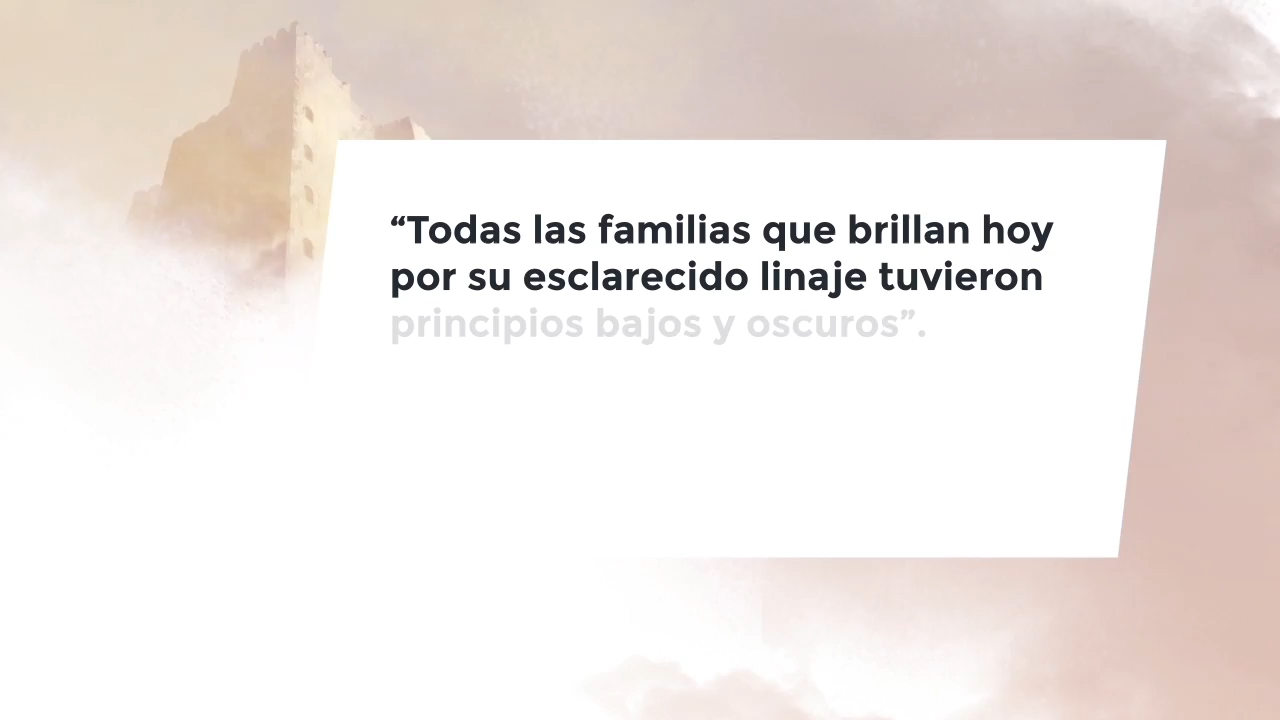 “Todas las familias que brillan hoy
por su esclarecido linaje tuvieron
principios bajos y oscuros”.